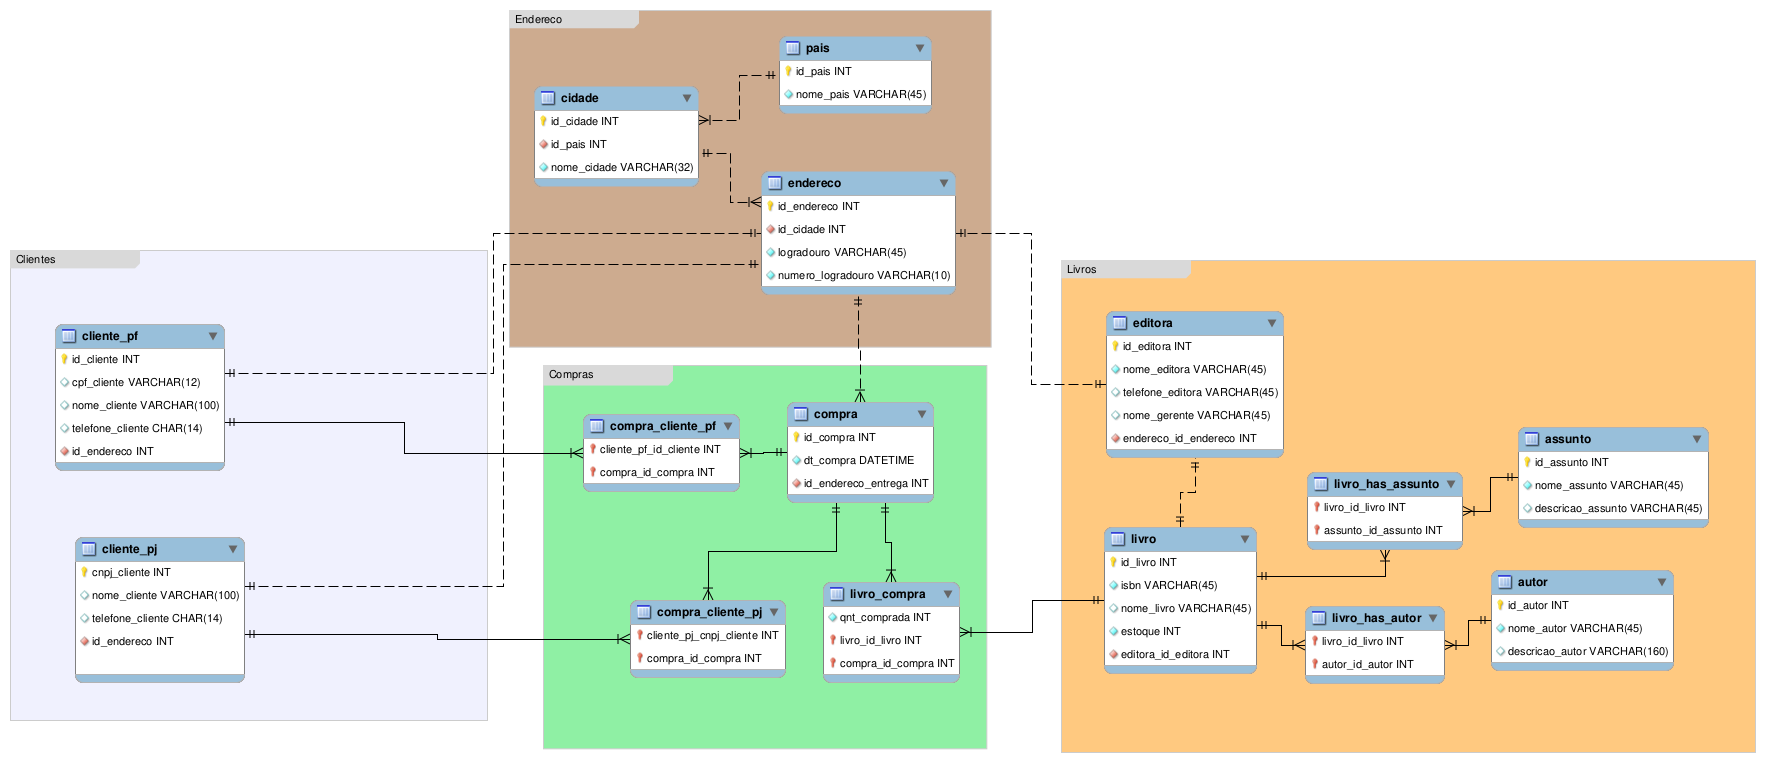 Endereco
pais
id_pais INT
nome_pais VARCHAR(45)
cidade
id_cidade INT
id_pais INT
nome_cidade VARCHAR(32)
endereco
id_endereco INT
id_cidade INT
logradouro VARCHAR(45)
numero_logradouro VARCHAR(10)
Clientes
cliente_pf
id_cliente INT
cpf_cliente VARCHAR(12)
nome_cliente VARCHAR(100)
telefone_cliente CHAR(14)
id_endereco INT
cliente_pj
cnpj_cliente INT
nome_cliente VARCHAR(100)
telefone_cliente CHAR(14)
id_endereco INT
Compras
compra_cliente_pf
cliente_pf_id_cliente INT
compra_id_compra INT
compra
id_compra INT
dt_compra DATETIME
id_endereco_entrega INT
compra_cliente_pj
cliente_pj_cnpj_cliente INT
compra_id_compra INT
livro_compra
qnt_comprada INT
livro_id_livro INT
compra_id_compra INT
Livros
editora
id_editora INT
nome_editora VARCHAR(45)
telefone_editora VARCHAR(45)
nome_gerente VARCHAR(45)
endereco_id_endereco INT
assunto
id_assunto INT
nome_assunto VARCHAR(45)
descricao_assunto VARCHAR(45)
livro_has_assunto
livro_id_livro INT
assunto_id_assunto INT
livro
id_livro INT
isbn VARCHAR(45)
nome_livro VARCHAR(45)
estoque INT
editora_id_editora INT
livro_has_autor
livro_id_livro INT
autor_id_autor INT
autor
id_autor INT
nome_autor VARCHAR(45)
descricao_autor VARCHAR(160)